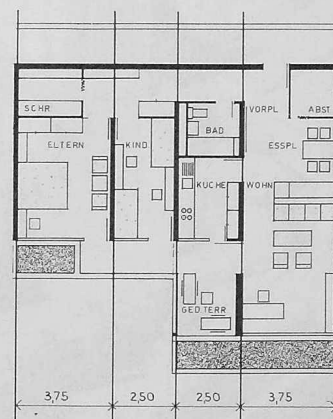 SCHR.
VORPL
ABST
BAD
ELTERN
KIND
ESSPL
KÜCHE
WOHN
GED TERR
3,75
2,50
2,50
3,75